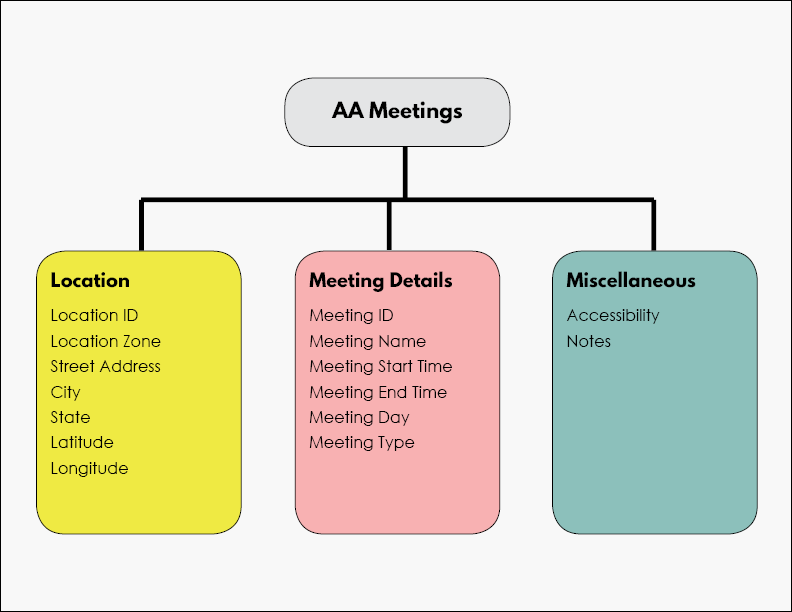 AA Meetings
Location
Location ID
Location Zone
Street Address
City
State
Latitude
Longitude
Meeting Details
Meeting ID
Meeting Name
Meeting Start Time
Meeting End Time
Meeting Day
Meeting Type
Miscellaneous
Accessibility
Notes